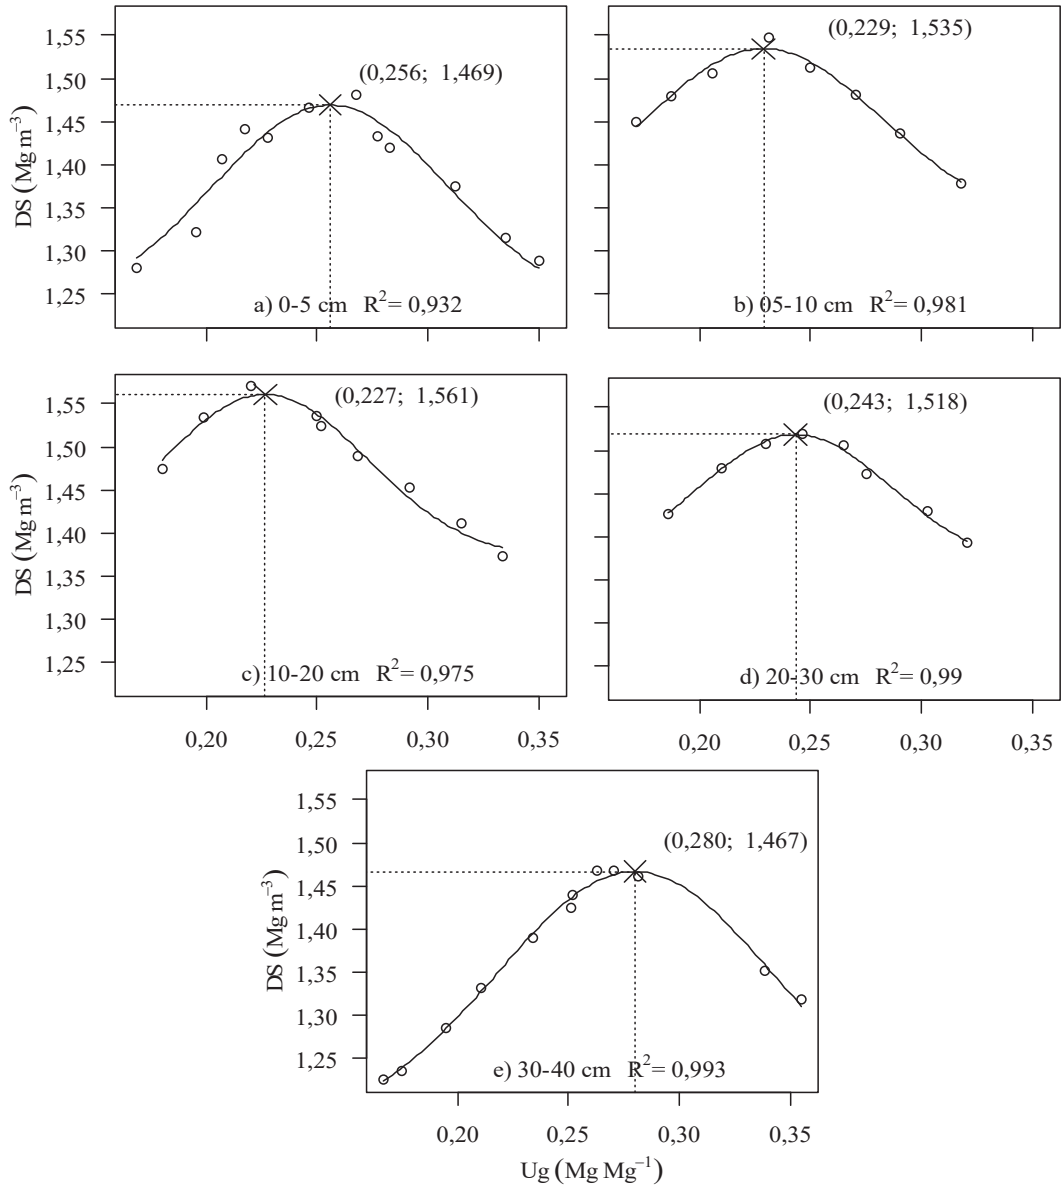 (0,256; 1,469)
1,55
1,50
1,45
1,40
1,35
1,30
1,25
DS (Mg m⁻³)
a) 0-5 cm R²= 0,932
(0,229; 1,535)
b) 05-10 cm R²= 0,981
(0,227; 1,561)
1,55
1,50
1,45
1,40
1,35
1,30
1,25
DS (Mg m⁻³)
c) 10-20 cm R²= 0,975
0,20 0,25 0,30 0,35
(0,243; 1,518)
d) 20-30 cm R²= 0,99
0,20 0,25 0,30 0,35
(0,280; 1,467)
1,55
1,50
1,45
1,40
1,35
1,30
1,25
DS (Mg m⁻³)
e) 30-40 cm R²= 0,993
0,20 0,25 0,30 0,35
Ug (Mg Mg⁻¹)